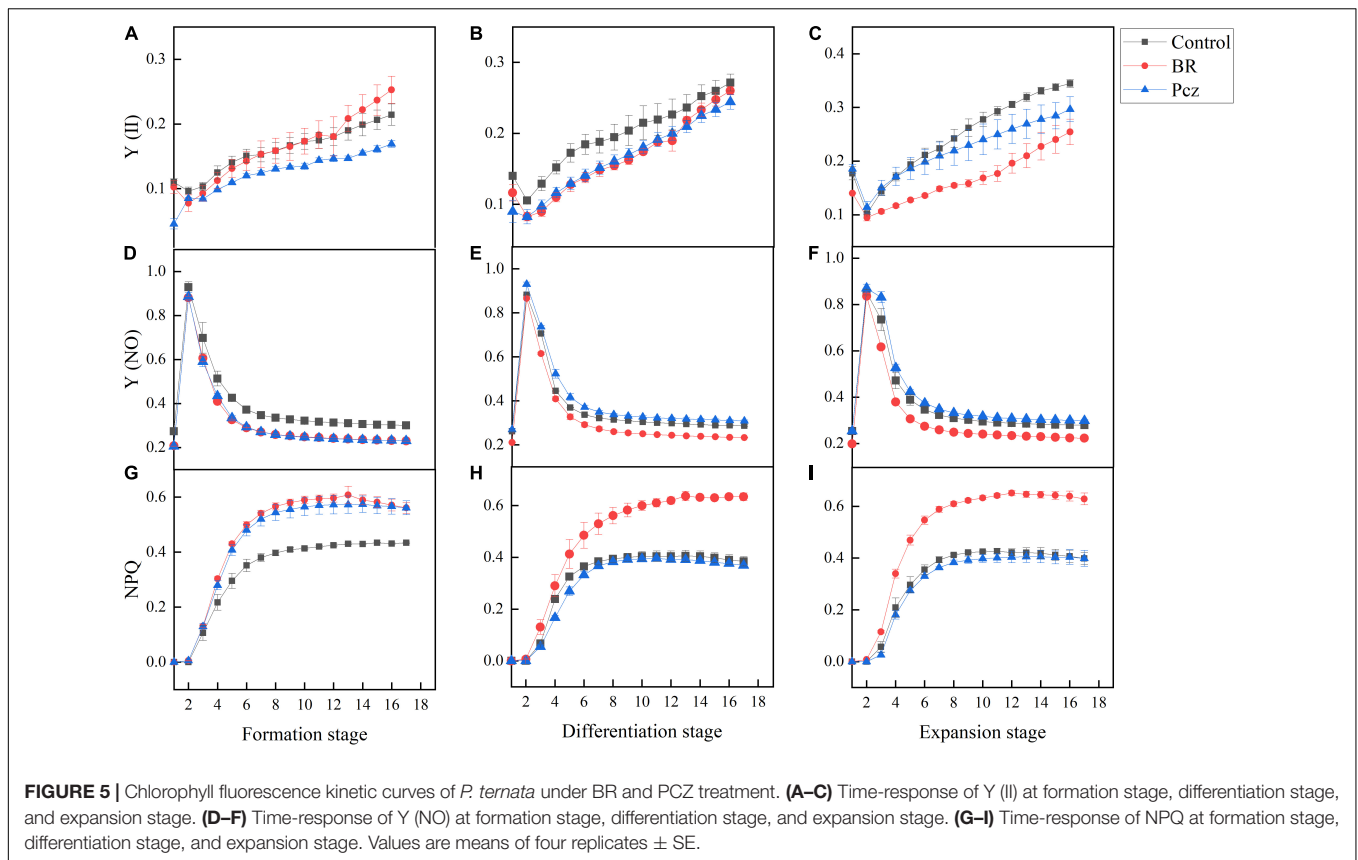 A
B
C
Control
BR
Pcz
0.3
0.2
0.1
Y (II)
0.3
0.2
0.1
0.4
0.3
0.2
0.1
D
E
F
1.0
0.8
0.6
0.4
0.2
Y (NO)
1.0
0.8
0.6
0.4
0.2
1.0
0.8
0.6
0.4
0.2
G
H
I
0.6
0.4
0.2
0.0
NPQ
0.6
0.4
0.2
0.0
0.6
0.4
0.2
0.0
2 4 6 8 10 12 14 16 18
2 4 6 8 10 12 14 16 18
2 4 6 8 10 12 14 16 18
Formation stage
Differentiation stage
Expansion stage
FIGURE 5 | Chlorophyll fluorescence kinetic curves of P. ternata under BR and PCZ treatment. (A–C) Time-response of Y (II) at formation stage, differentiation stage,
and expansion stage. (D–F) Time-response of Y (NO) at formation stage, differentiation stage, and expansion stage. (G–I) Time-response of NPQ at formation stage,
differentiation stage, and expansion stage. Values are means of four replicates ± SE.